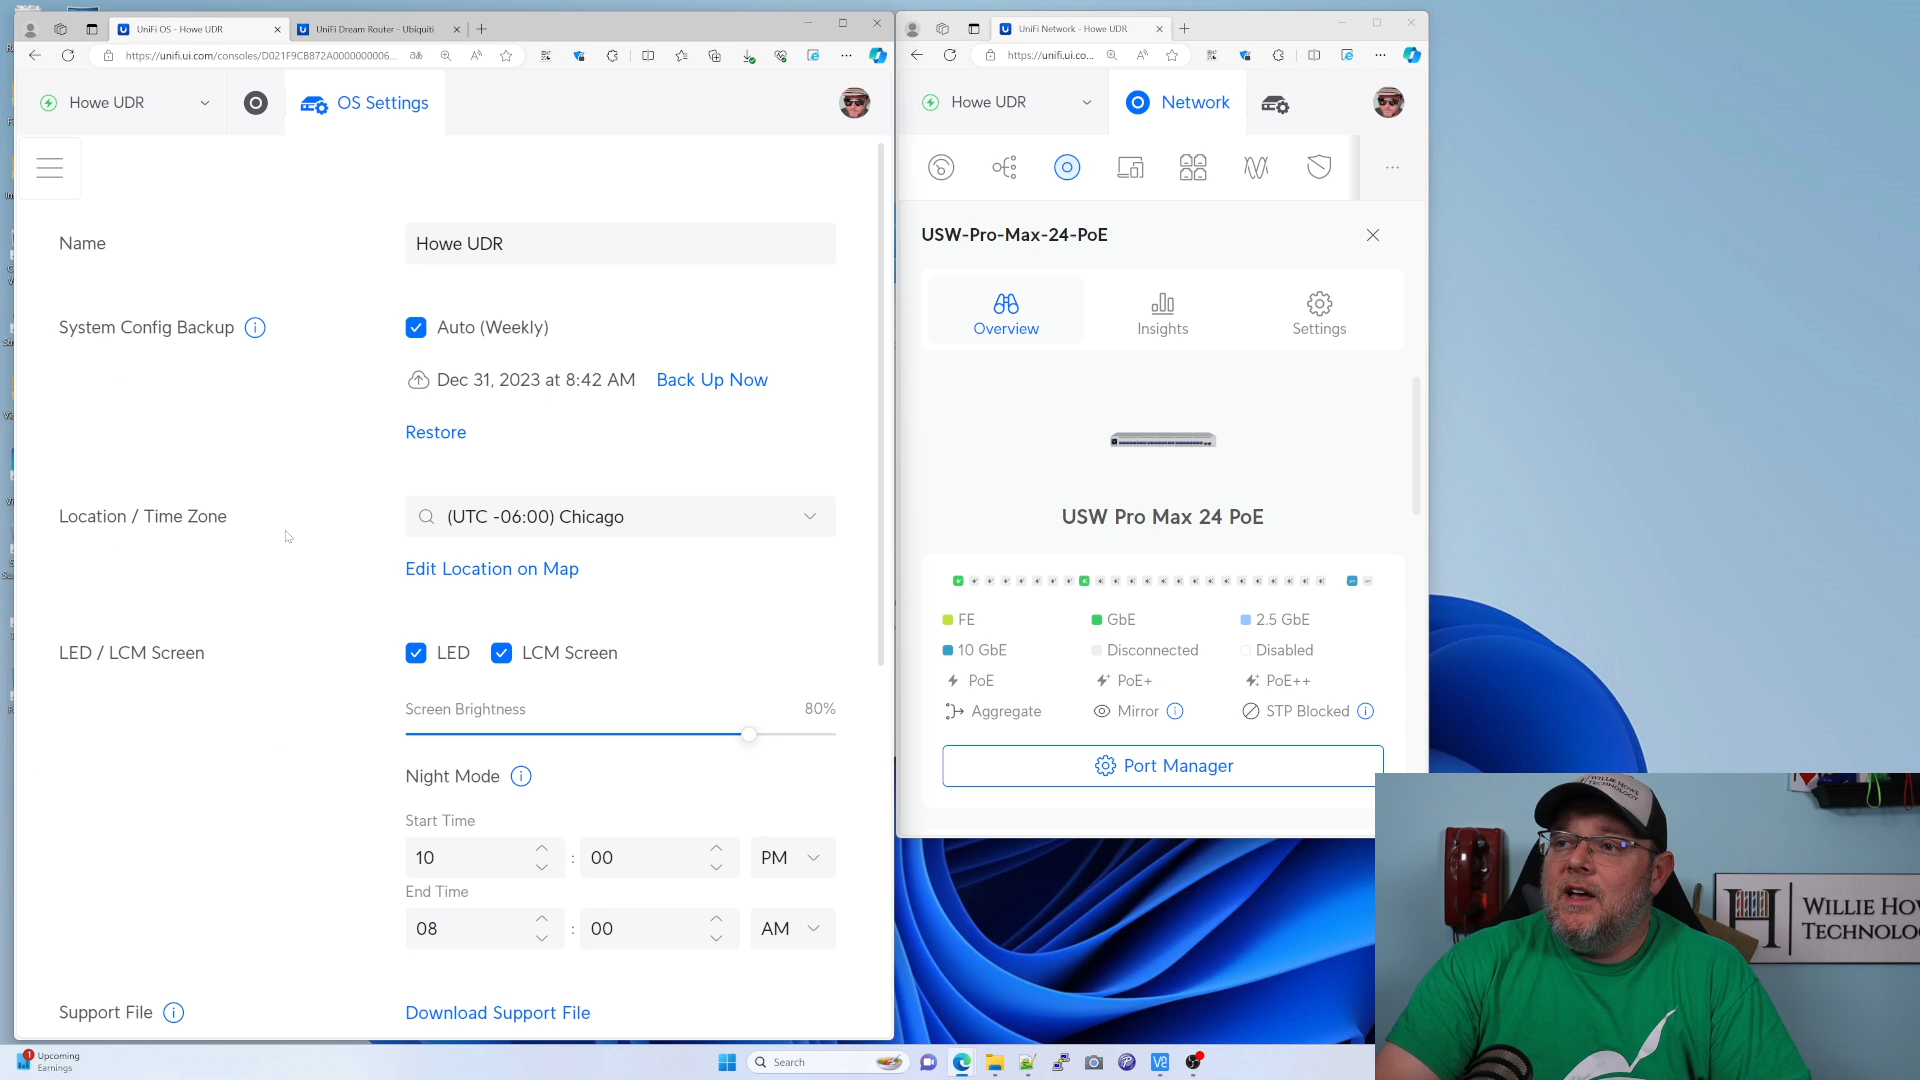 UniFi OS - Howe UDR
UniFi Dream Router - Ubiquiti
https://unifi.ui.com/consoles/D021F9CB872A0000000006...
Howe UDR
OS Settings
Name
Howe UDR
System Config Backup
Auto (Weekly)
Dec 31, 2023 at 8:42 AM
Back Up Now
Restore
Location / Time Zone
(UTC -06:00) Chicago
Edit Location on Map
LED / LCM Screen
LED
LCM Screen
Screen Brightness
80%
Night Mode
Start Time
10 : 00 PM
End Time
08 : 00 AM
Support File
Download Support File
UniFi Network - Howe UDR
https://unifi.ui.co...
Howe UDR
Network
USW-Pro-Max-24-PoE
Overview
Insights
Settings
USW Pro Max 24 PoE
FE
GbE
2.5 GbE
10 GbE
Disconnected
Disabled
PoE
PoE+
PoE++
Aggregate
Mirror
STP Blocked
Port Manager
WILLIE HOWE
TECHNOLOGY
WILLIE HOW
TECHNOLO
1
Upcoming
Earnings
Search